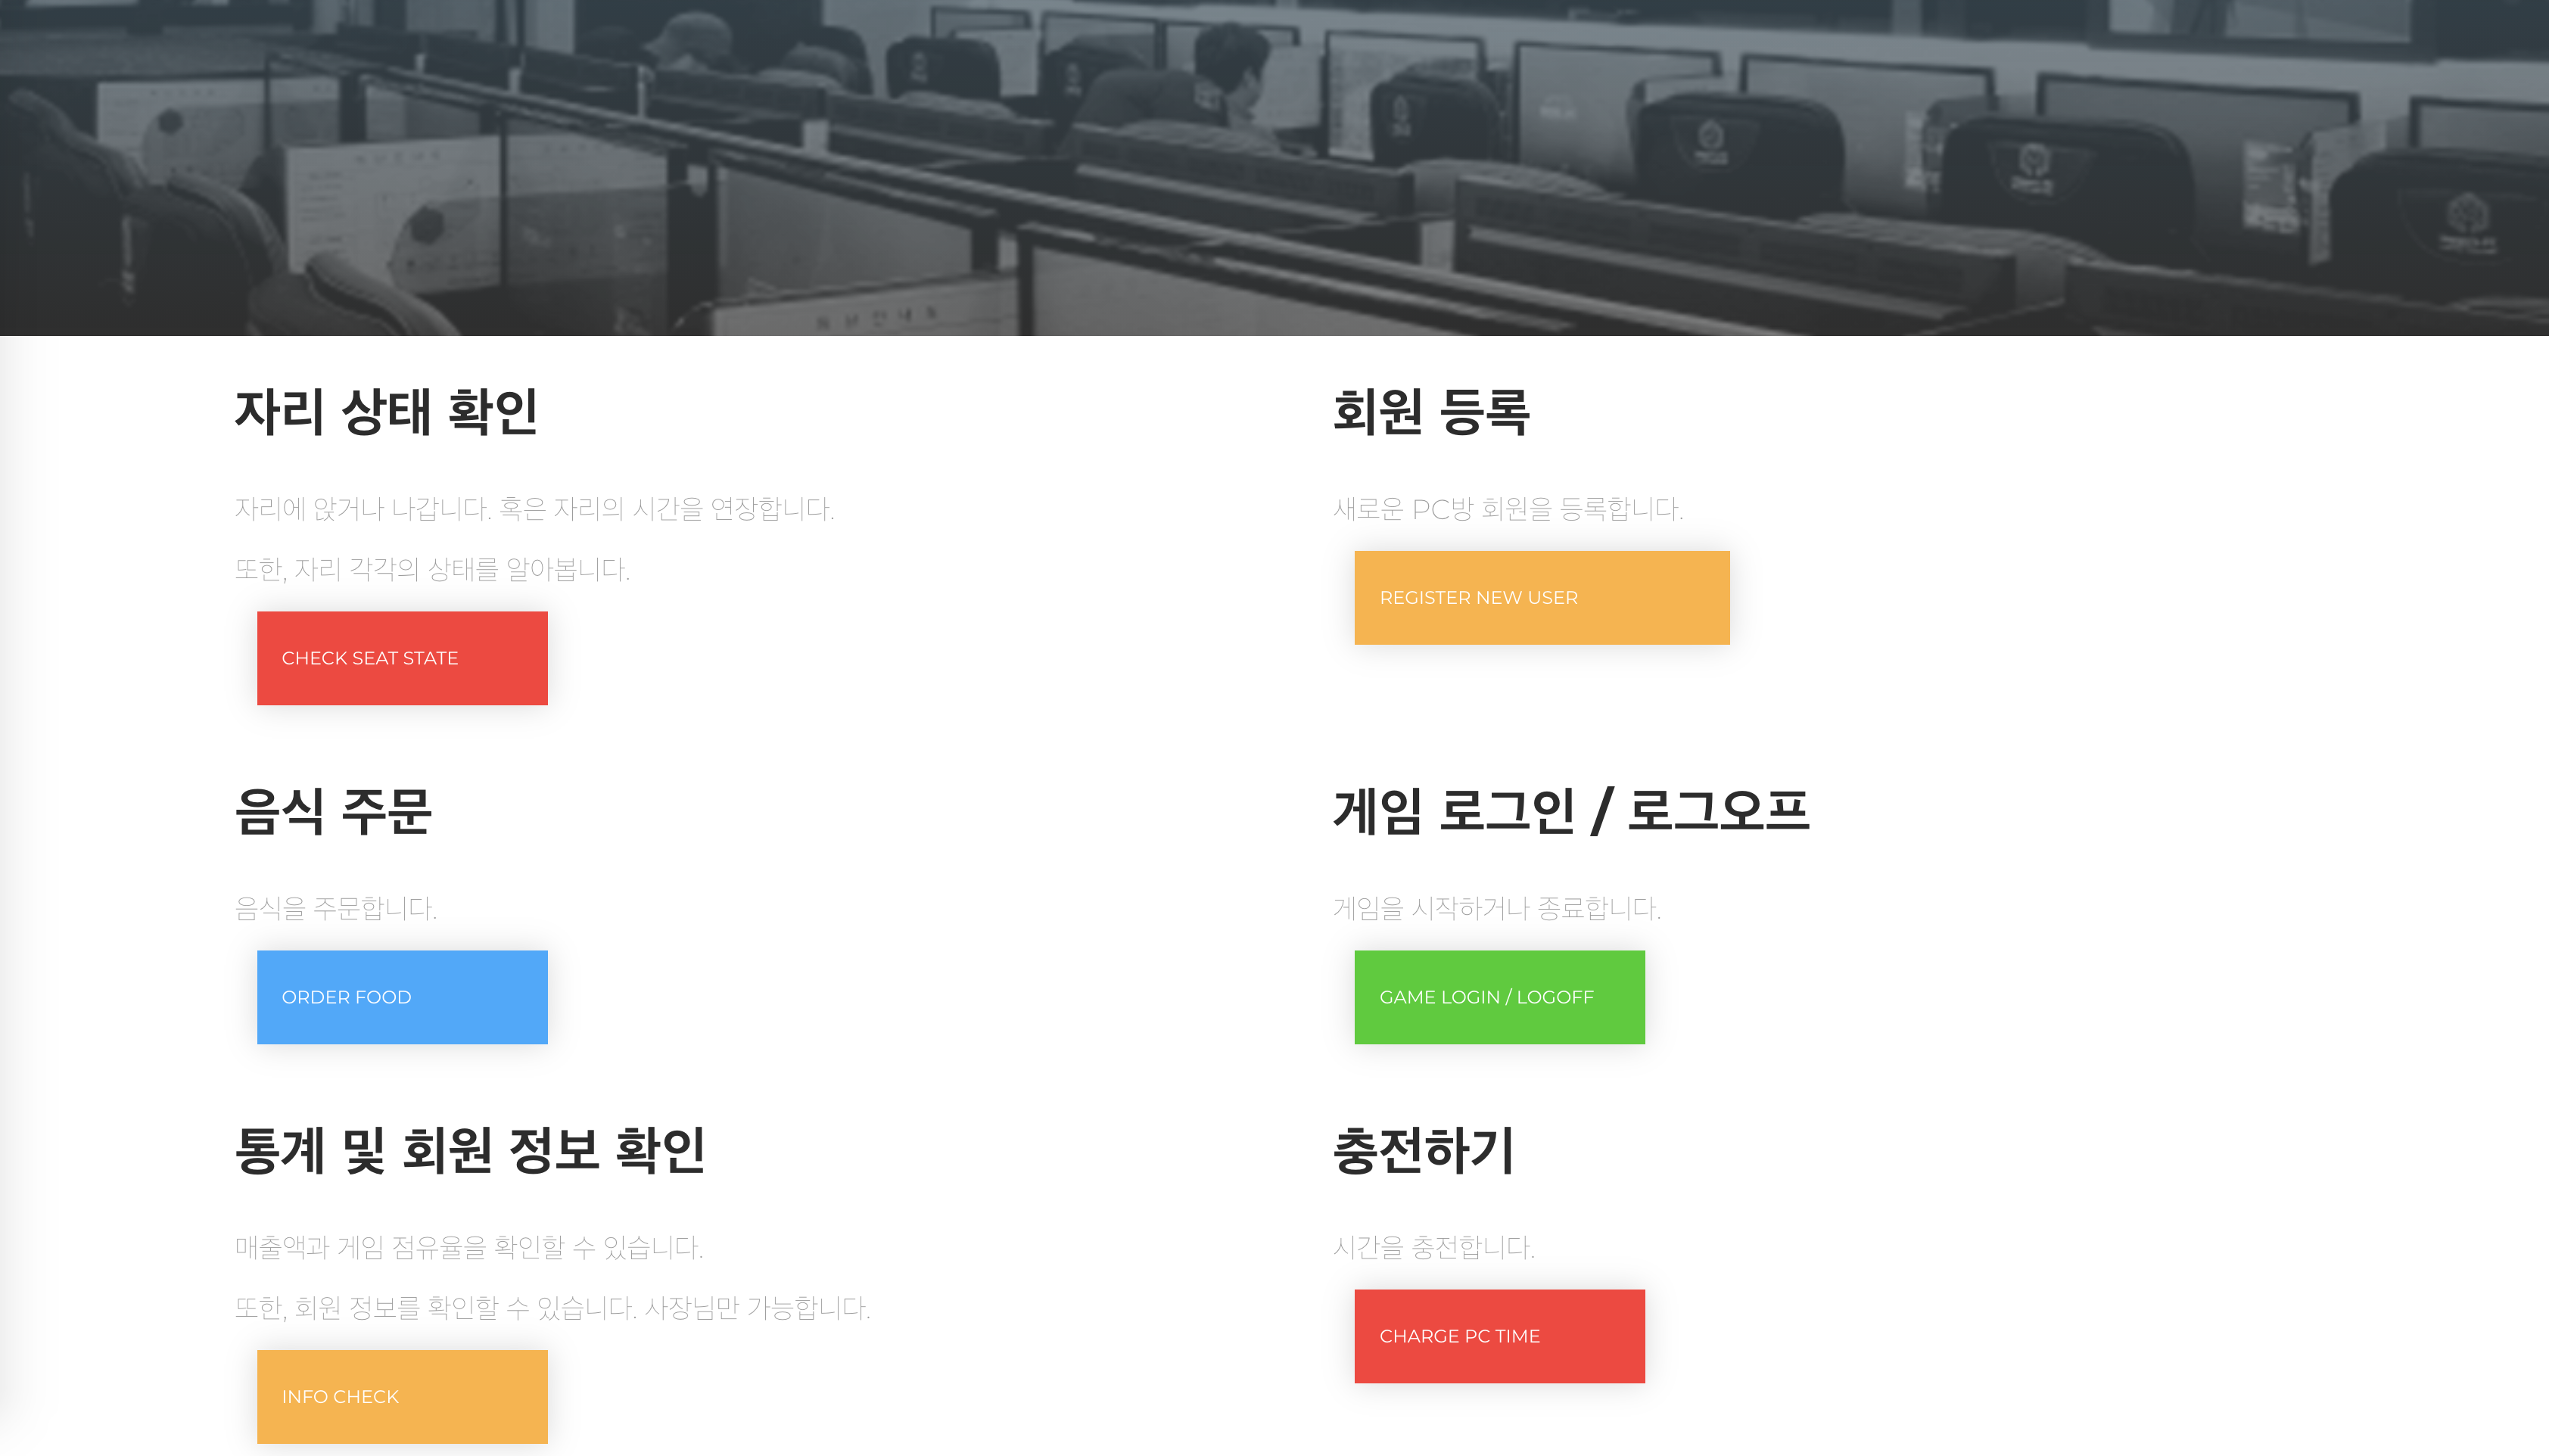 자리 상태 확인
자리에 앉거나 나갑니다. 혹은 자리의 시간을 연장합니다.
또한, 자리 각각의 상태를 알아봅니다.
CHECK SEAT STATE
회원 등록
새로운 PC방 회원을 등록합니다.
REGISTER NEW USER
음식 주문
음식을 주문합니다.
ORDER FOOD
게임 로그인 / 로그오프
게임을 시작하거나 종료합니다.
GAME LOGIN / LOGOFF
통계 및 회원 정보 확인
매출액과 게임 점유율을 확인할 수 있습니다.
또한, 회원 정보를 확인할 수 있습니다. 사장님만 가능합니다.
INFO CHECK
충전하기
시간을 충전합니다.
CHARGE PC TIME